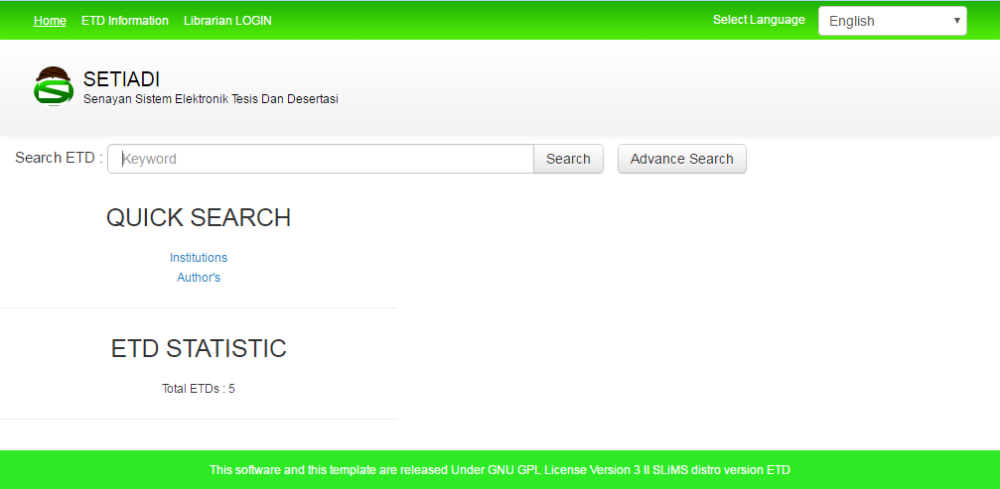 Home ETD Information Librarian LOGIN Select Language English
SETIADI
Senayan Sistem Elektronik Tesis Dan Desertasi
Search ETD : Keyword Search Advance Search
QUICK SEARCH
Institutions
Author's
ETD STATISTIC
Total ETDs : 5
This software and this template are released Under GNU GPL License Version 3 II SLiMS distro version ETD